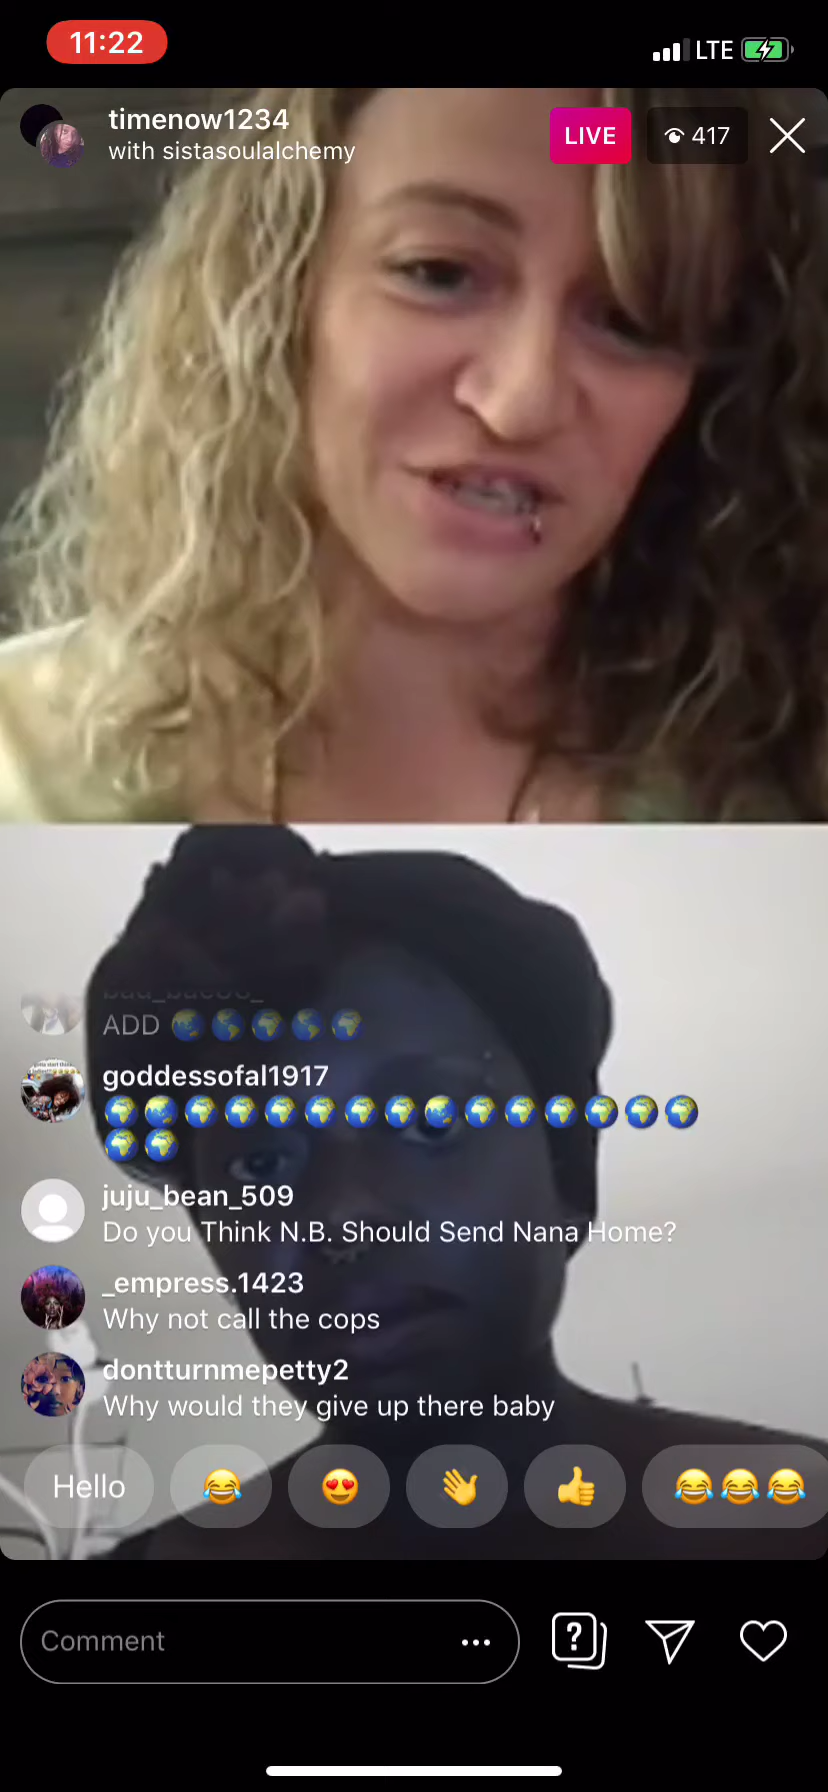 11:22
LTE
timenow1234
with sistasoulalchemy
LIVE
417
ADD 🌏🌎🌍🌎🌍
goddessofal1917
🌍🌏🌍🌍🌍🌍🌍🌍🌏🌍🌍🌍🌍🌍🌍
🌍🌍
juju_bean_509
Do you Think N.B. Should Send Nana Home?
_empress.1423
Why not call the cops
dontturnmepetty2
Why would they give up there baby
Hello 😂 😍 👋 👍 😂😂😂
Comment